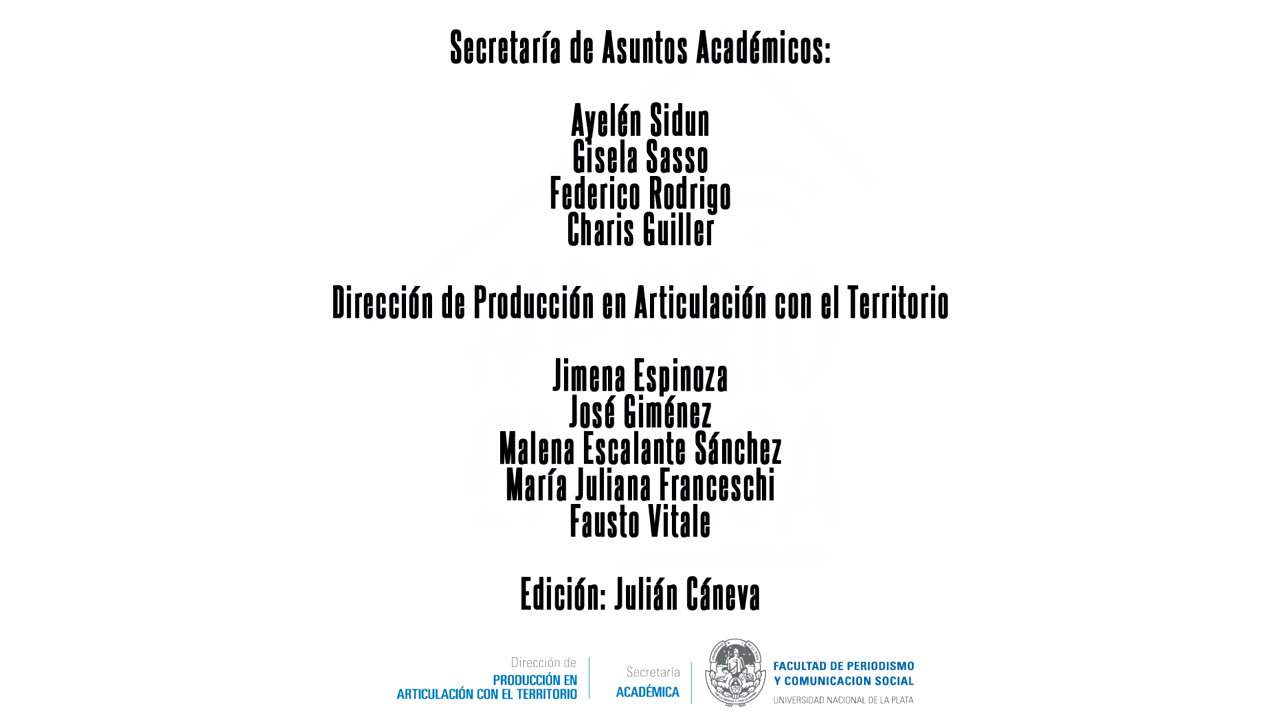 Secretaría de Asuntos Académicos:
Ayelén Sidun
Gisela Sasso
Federico Rodrigo
Charis Guiller
Dirección de Producción en Articulación con el Territorio
Jimena Espinoza
José Giménez
Malena Escalante Sánchez
María Juliana Franceschi
Fausto Vitale
Edición: Julián Cáneva
Dirección de
PRODUCCIÓN EN
ARTICULACIÓN CON EL TERRITORIO
Secretaría
ACADÉMICA
FACULTAD DE PERIODISMO
Y COMUNICACION SOCIAL
UNIVERSIDAD NACIONAL DE LA PLATA